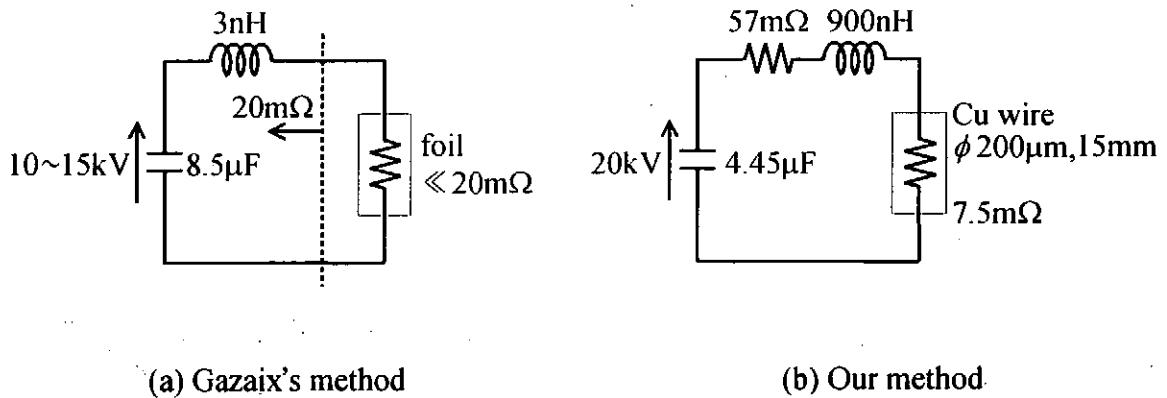 3nH
20mΩ
10~15kV
8.5μF
foil
≪20mΩ
(a) Gazaix's method
57mΩ 900nH
20kV
4.45μF
Cu wire
ϕ200μm,15mm
7.5mΩ
(b) Our method